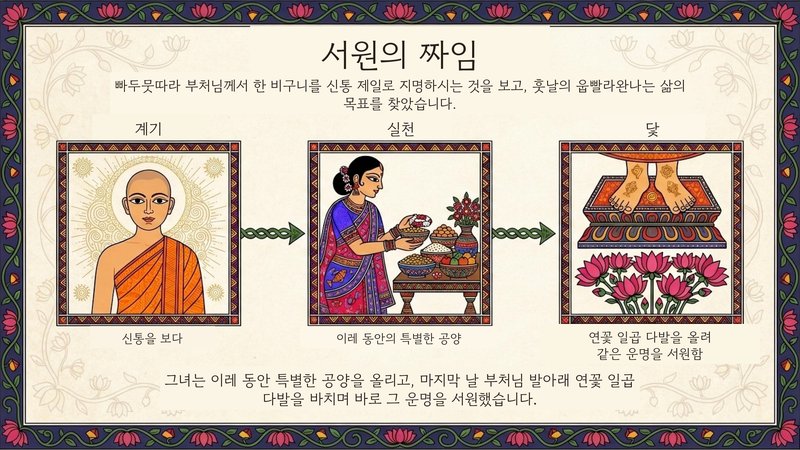 서원의 짜임
빠두뭇따라 부처님께서 한 비구니를 신통 제일로 지명하시는 것을 보고, 훗날의 웁빨라완나는 삶의
목표를 찾았습니다.
계기
실천
닻
신통을 보다
이레 동안의 특별한 공양
연꽃 일곱 다발을 올려
같은 운명을 서원함
그녀는 이레 동안 특별한 공양을 올리고, 마지막 날 부처님 발아래 연꽃 일곱
다발을 바치며 바로 그 운명을 서원했습니다.